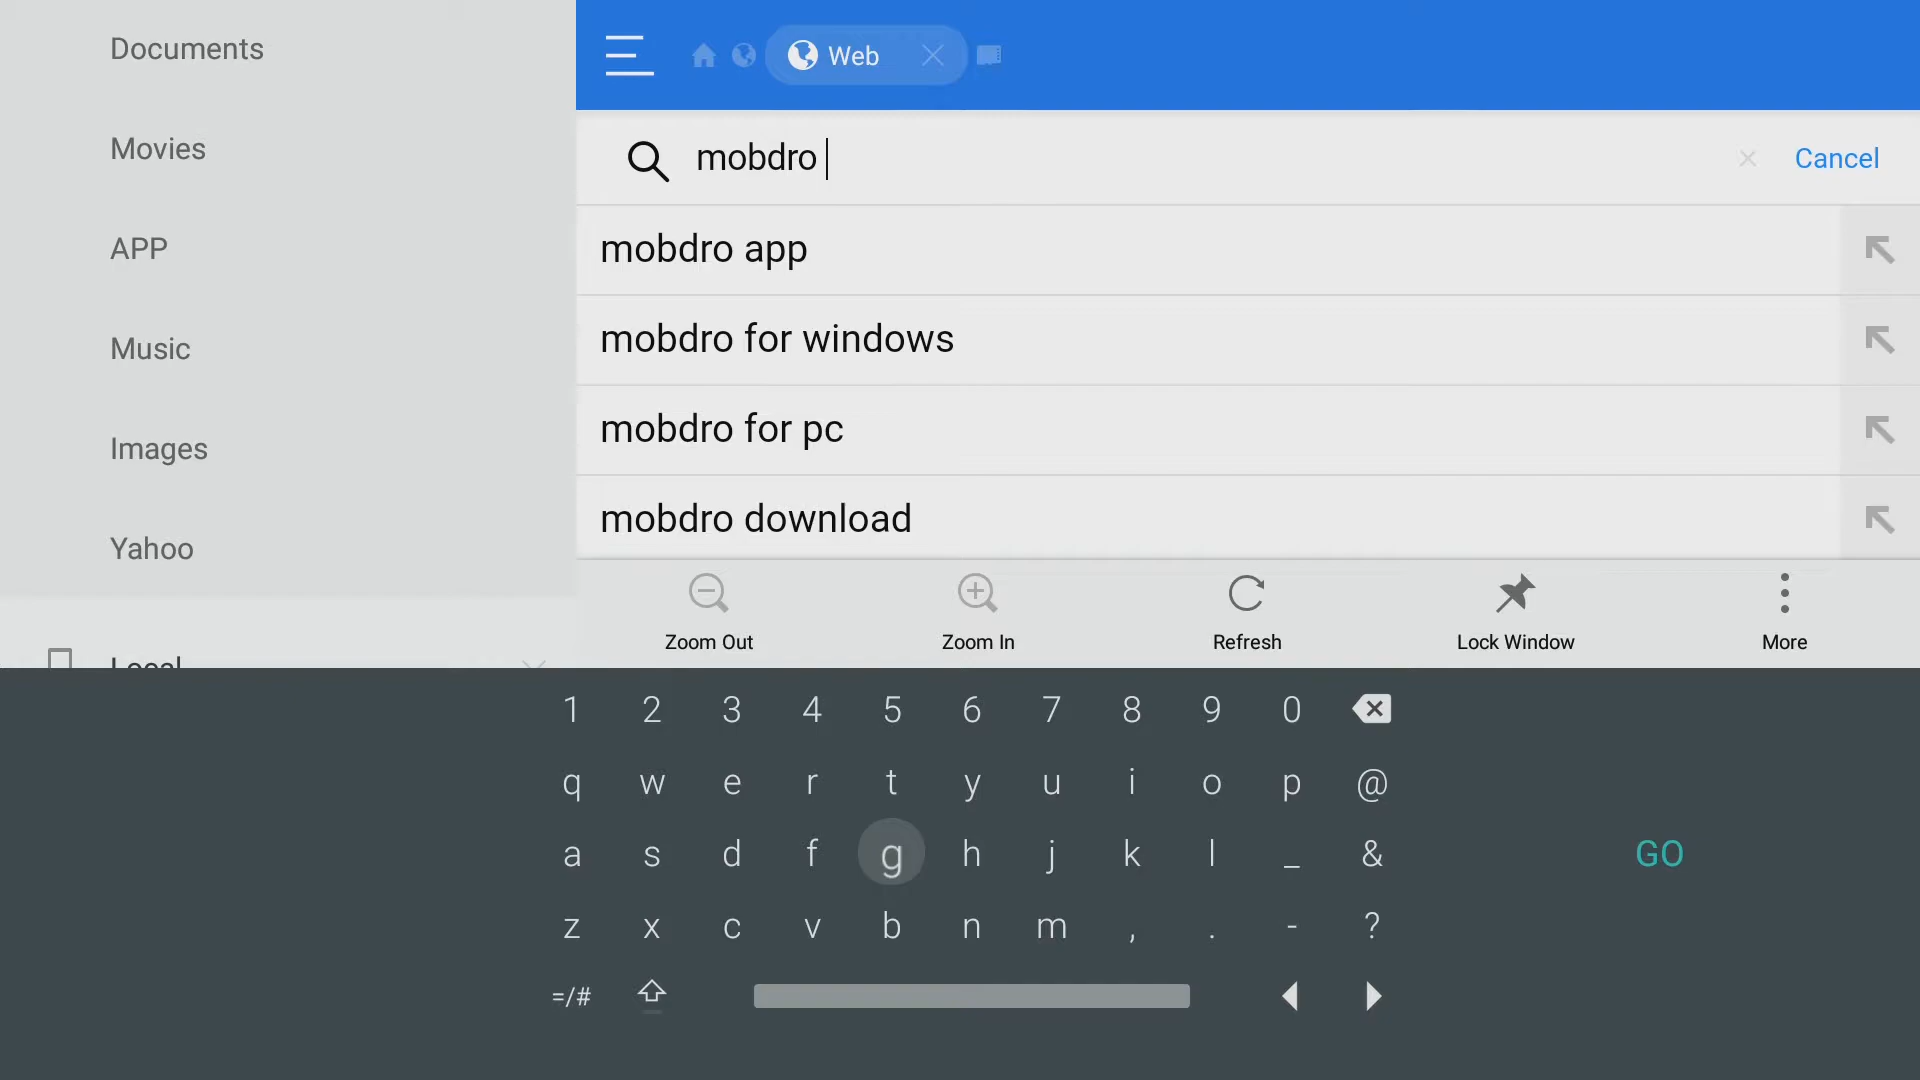 Documents
Movies
APP
Music
Images
Yahoo
Local
Web
mobdro
Cancel
mobdro app
mobdro for windows
mobdro for pc
mobdro download
Zoom Out
Zoom In
Refresh
Lock Window
More
1 2 3 4 5 6 7 8 9 0
q w e r t y u i o p @
a s d f g h j k l _ &
GO
z x c v b n m , . - ?
=/#